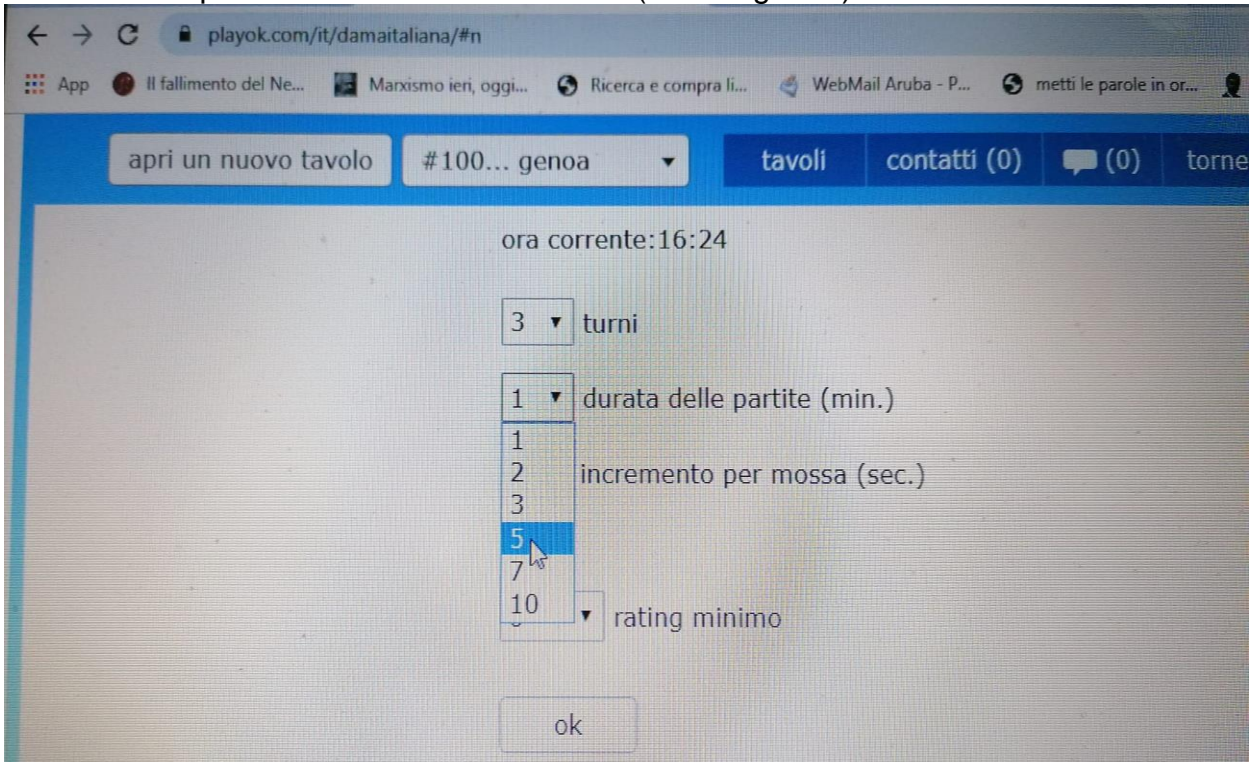 playok.com/it/damaitaliana/#n
App Il fallimento del Ne... Marxismo ieri, oggi... Ricerca e compra li... WebMail Aruba - P... metti le parole in or...
apri un nuovo tavolo #100... genoa tavoli contatti (0) (0) torne
ora corrente:16:24
3 turni
1 durata delle partite (min.)
1
2 incremento per mossa (sec.)
3
5
7
10 rating minimo
ok